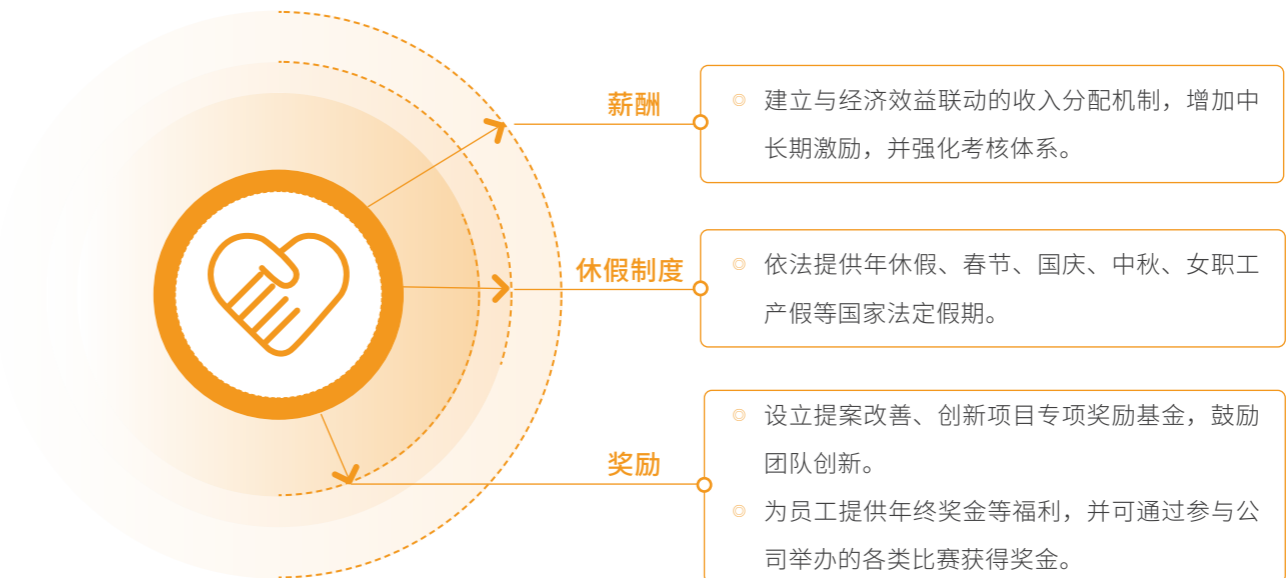 薪酬
◎ 建立与经济效益联动的收入分配机制，增加中
长期激励，并强化考核体系。
休假制度
◎ 依法提供年休假、春节、国庆、中秋、女职工
产假等国家法定假期。
奖励
◎ 设立提案改善、创新项目专项奖励基金，鼓励
团队创新。
◎ 为员工提供年终奖金等福利，并可通过参与公
司举办的各类比赛获得奖金。